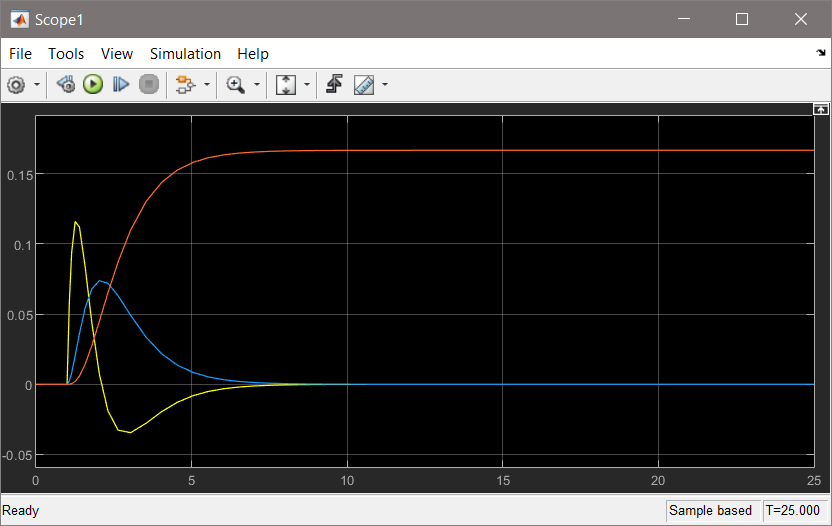 Scope1
File Tools View Simulation Help
0.15
0.1
0.05
0
-0.05
0 5 10 15 20 25
Ready Sample based T=25.000